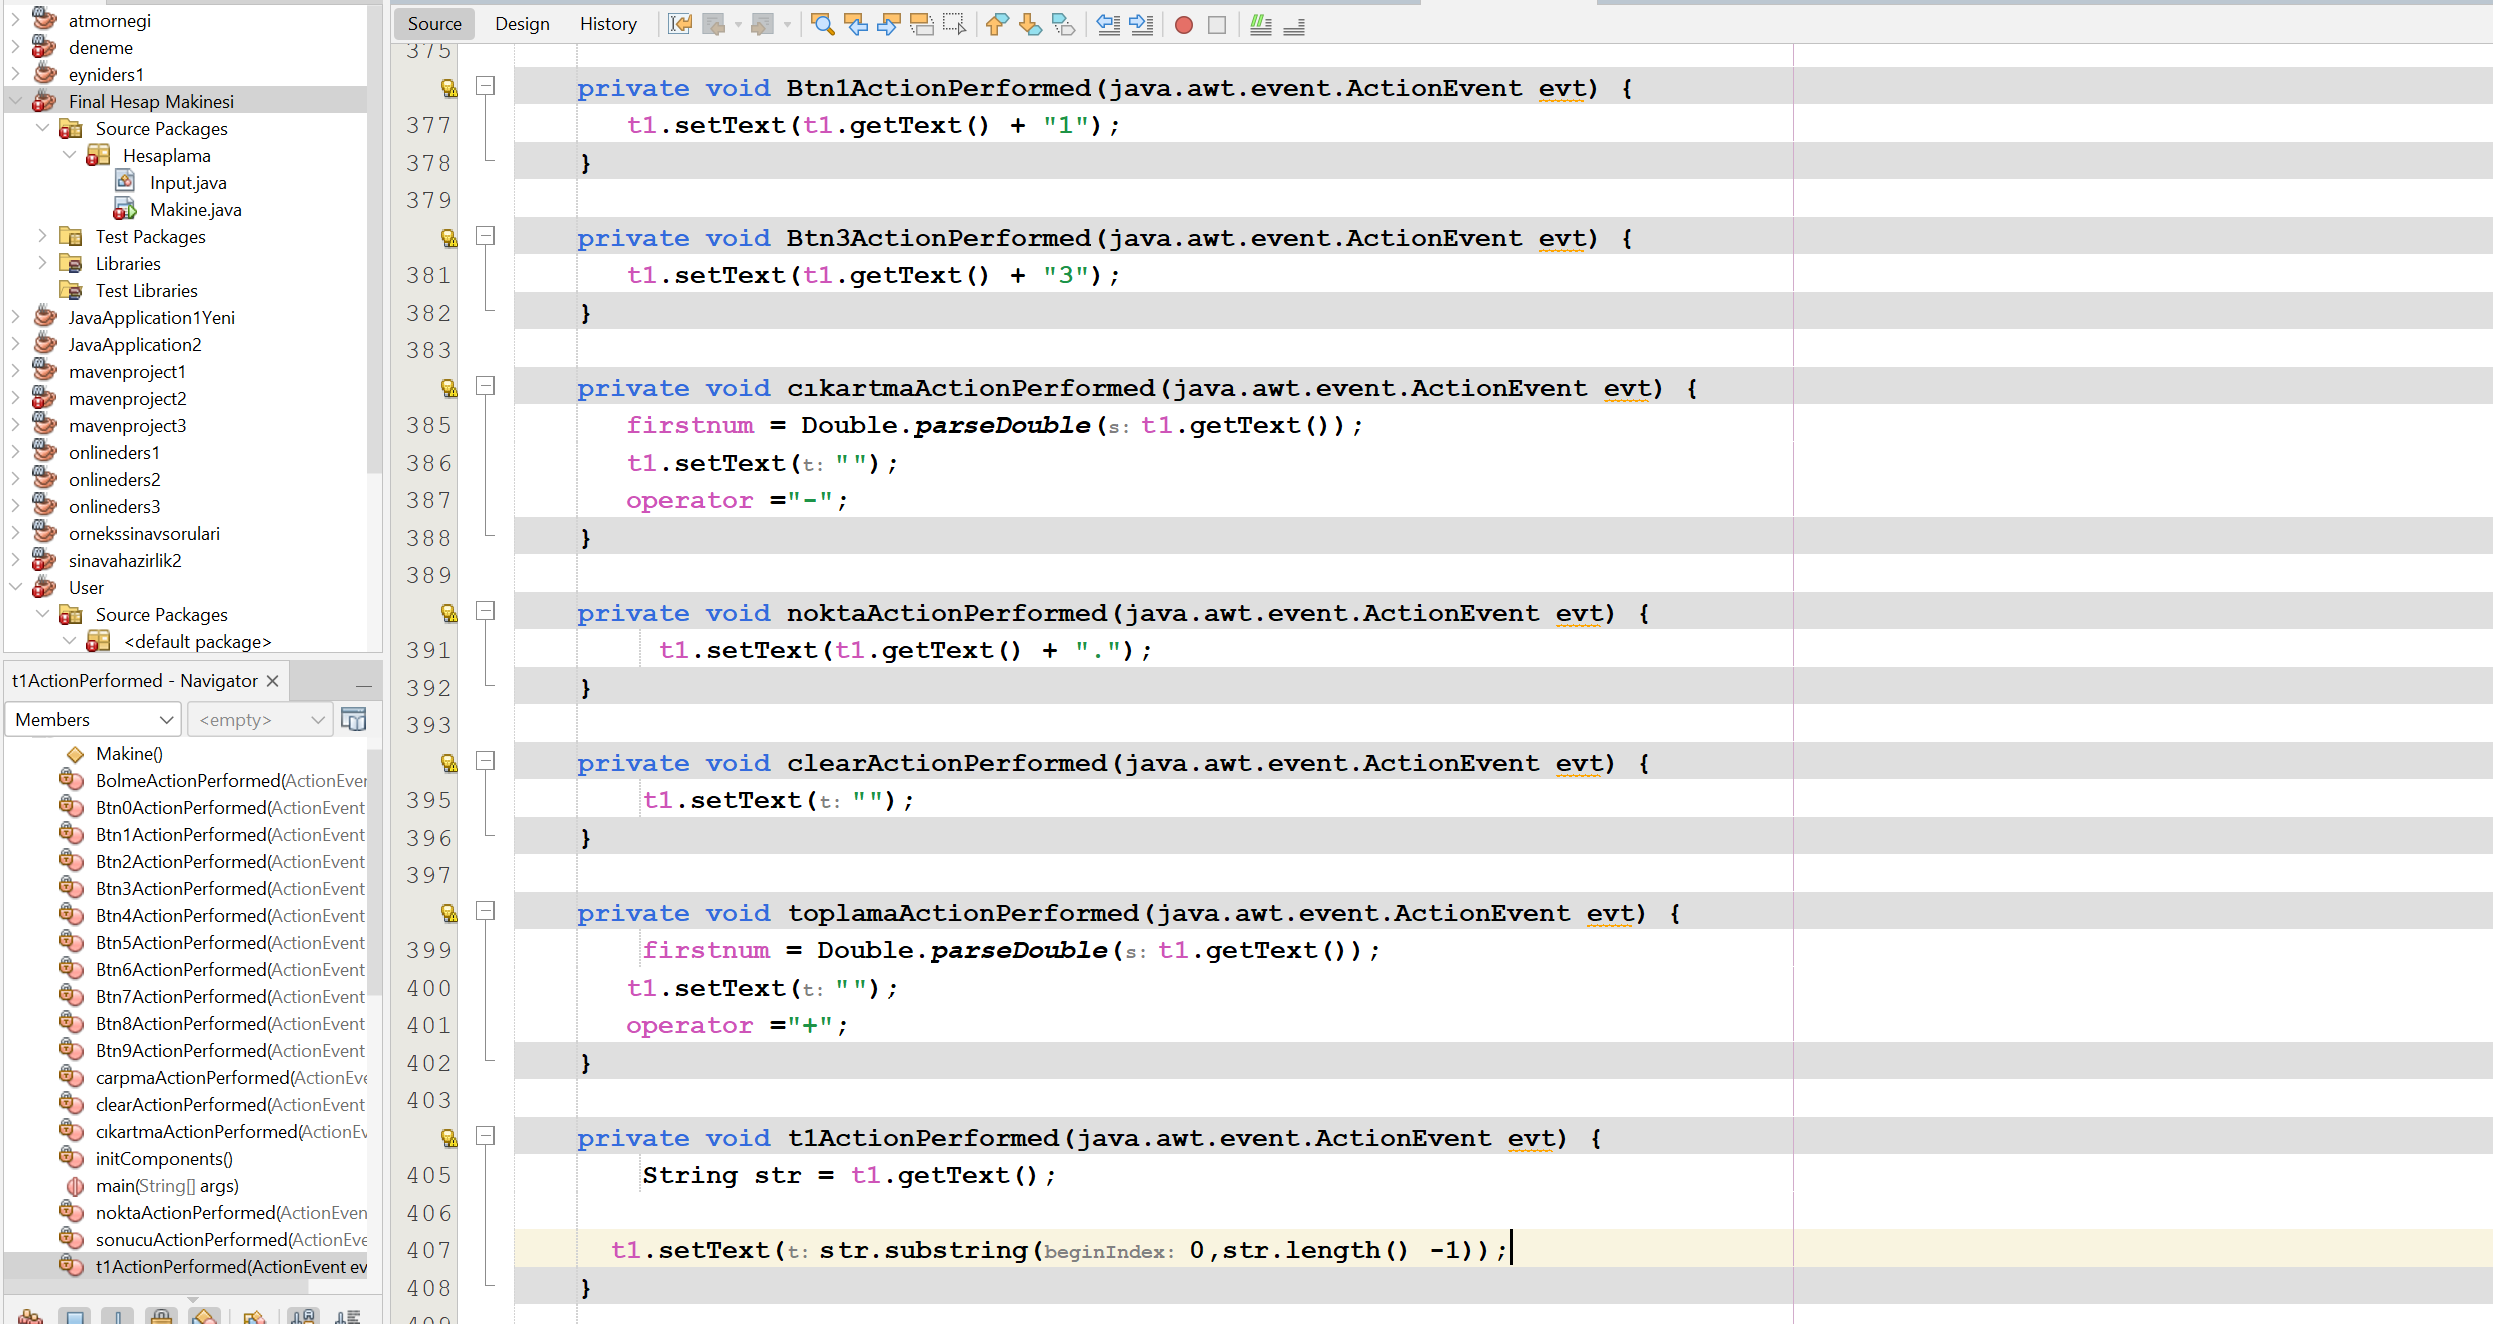 atmornegi
deneme
eyniders1
Final Hesap Makinesi
Source Packages
Hesaplama
Input.java
Makine.java
Test Packages
Libraries
Test Libraries
JavaApplication1Yeni
JavaApplication2
mavenproject1
mavenproject2
mavenproject3
onlineders1
onlineders2
onlineders3
ornekssinavsorulari
sinavahazirlik2
User
Source Packages
<default package>
t1ActionPerformed - Navigator
Members
<empty>
Makine()
BolmeActionPerformed(ActionEver
Btn0ActionPerformed(ActionEvent
Btn1ActionPerformed(ActionEvent
Btn2ActionPerformed(ActionEvent
Btn3ActionPerformed(ActionEvent
Btn4ActionPerformed(ActionEvent
Btn5ActionPerformed(ActionEvent
Btn6ActionPerformed(ActionEvent
Btn7ActionPerformed(ActionEvent
Btn8ActionPerformed(ActionEvent
Btn9ActionPerformed(ActionEvent
carpmaActionPerformed(ActionEve
clearActionPerformed(ActionEvent
cıkartmaActionPerformed(ActionEv
initComponents()
main(String[] args)
noktaActionPerformed(ActionEven
sonucuActionPerformed(ActionEve
t1ActionPerformed(ActionEvent ev
Source Design History
375
private void Btn1ActionPerformed(java.awt.event.ActionEvent evt) {
377 t1.setText(t1.getText() + "1");
378 }
379
private void Btn3ActionPerformed(java.awt.event.ActionEvent evt) {
381 t1.setText(t1.getText() + "3");
382 }
383
private void cıkartmaActionPerformed(java.awt.event.ActionEvent evt) {
385 firstnum = Double.parseDouble(s: t1.getText());
386 t1.setText(t: "");
387 operator ="-";
388 }
389
private void noktaActionPerformed(java.awt.event.ActionEvent evt) {
391 t1.setText(t1.getText() + ".");
392 }
393
private void clearActionPerformed(java.awt.event.ActionEvent evt) {
395 t1.setText(t: "");
396 }
397
private void toplamaActionPerformed(java.awt.event.ActionEvent evt) {
399 firstnum = Double.parseDouble(s: t1.getText());
400 t1.setText(t: "");
401 operator ="+";
402 }
403
private void t1ActionPerformed(java.awt.event.ActionEvent evt) {
405 String str = t1.getText();
406
407 t1.setText(t: str.substring(beginIndex: 0,str.length() -1));
408 }
409